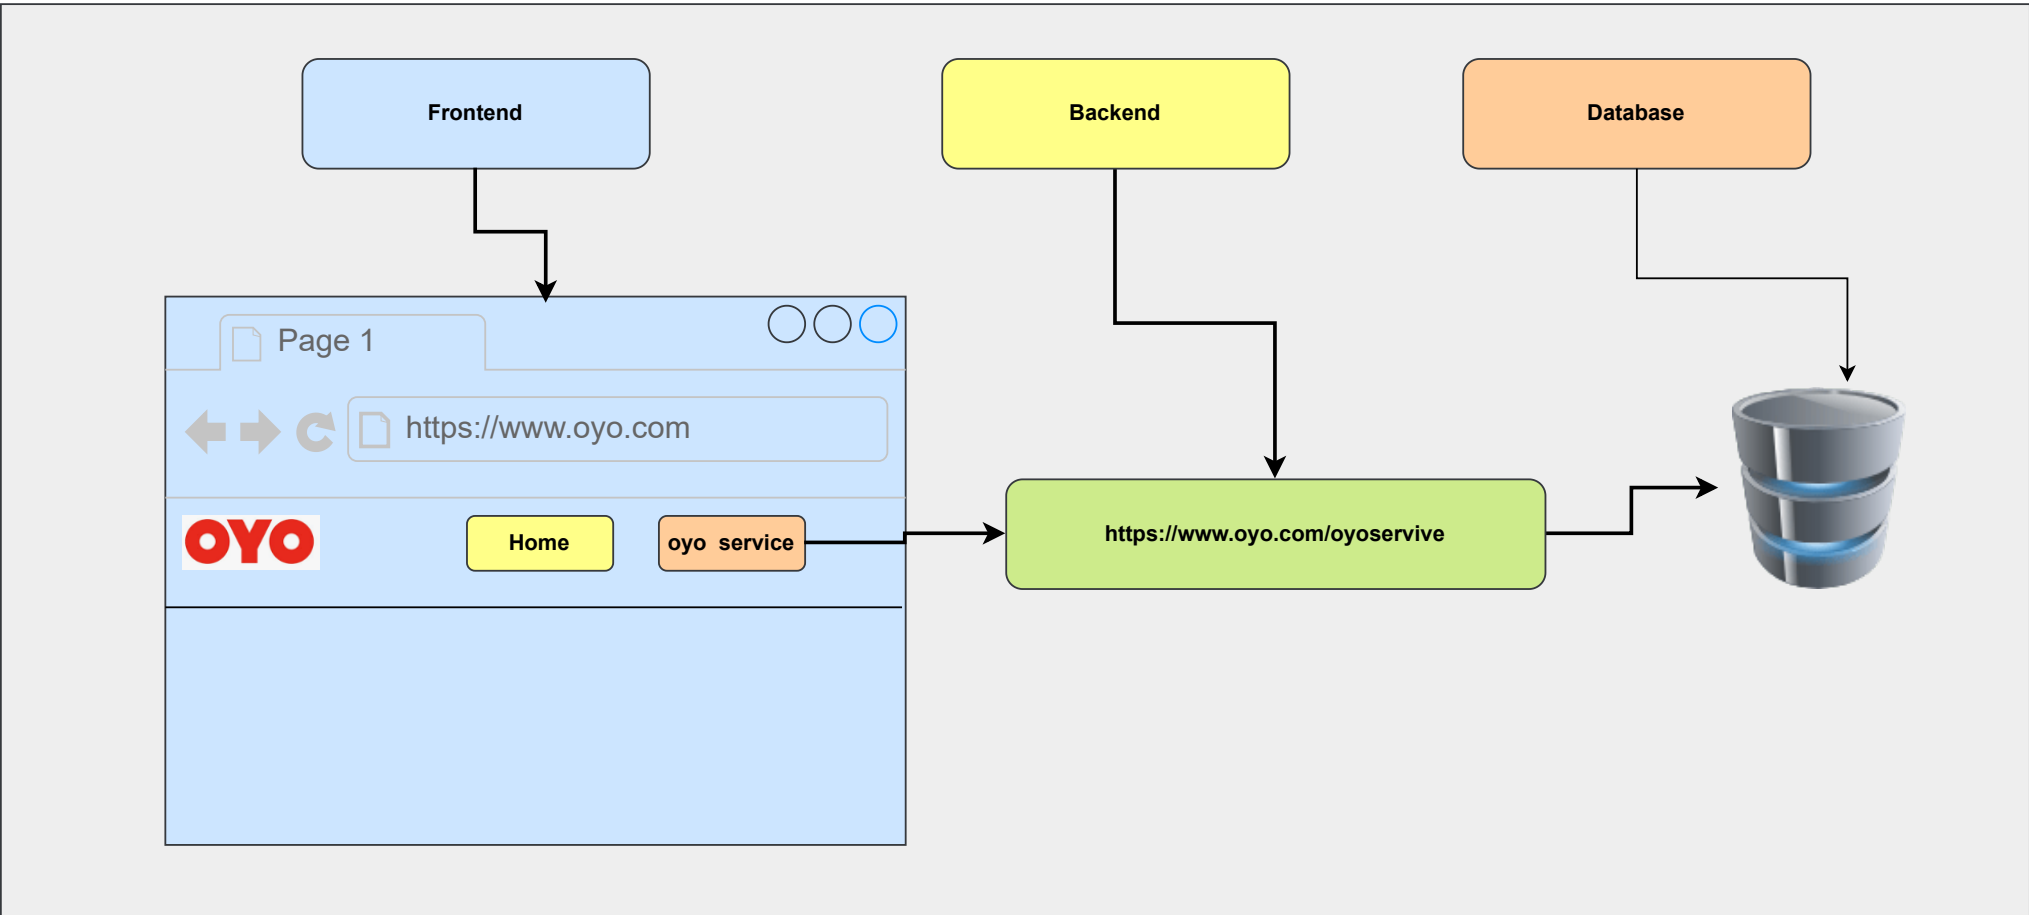 Frontend
Backend
Database
Page 1
https://www.oyo.com
OYO
Home
oyo  service
https://www.oyo.com/oyoservive